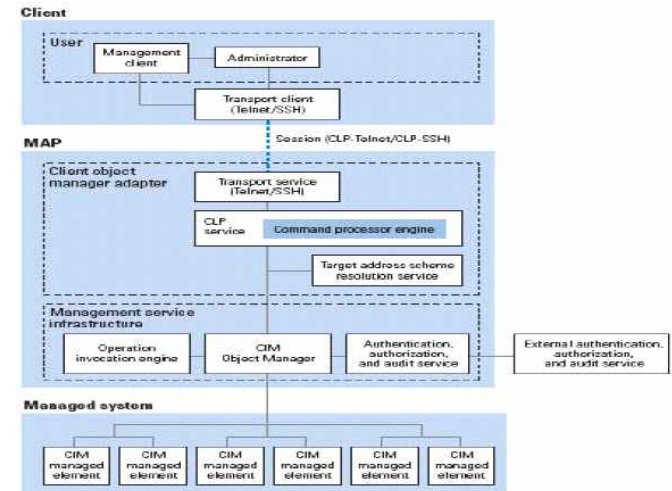 Client
User
Management
client
Administrator
Transport client
(Telnet/SSH)
Session (CLP-Telnet/CLP-SSH)
MAP
Client object
manager adapter
Transport service
(Telnet/SSH)
CLP
service
Command processor engine
Target address scheme
resolution service
Management service
infrastructure
Operation
invocation engine
CIM
Object Manager
Authentication,
authorization,
and audit service
External authentication,
authorization,
and audit service
Managed system
CIM
managed
element
CIM
managed
element
CIM
managed
element
CIM
managed
element
CIM
managed
element
CIM
managed
element